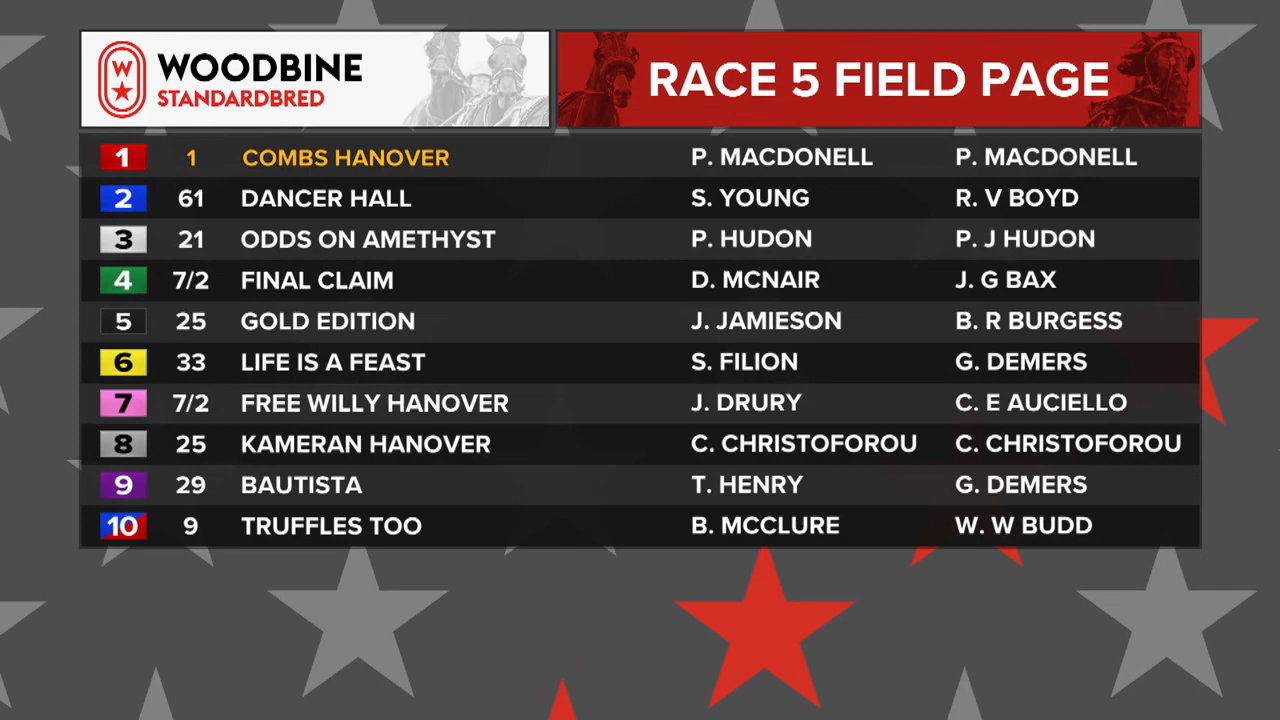 W
WOODBINE
STANDARDBRED
RACE 5 FIELD PAGE
1 1 COMBS HANOVER P. MACDONELL P. MACDONELL
2 61 DANCER HALL S. YOUNG R. V BOYD
3 21 ODDS ON AMETHYST P. HUDON P. J HUDON
4 7/2 FINAL CLAIM D. MCNAIR J. G BAX
5 25 GOLD EDITION J. JAMIESON B. R BURGESS
6 33 LIFE IS A FEAST S. FILION G. DEMERS
7 7/2 FREE WILLY HANOVER J. DRURY C. E AUCIELLO
8 25 KAMERAN HANOVER C. CHRISTOFOROU C. CHRISTOFOROU
9 29 BAUTISTA T. HENRY G. DEMERS
10 9 TRUFFLES TOO B. MCCLURE W. W BUDD